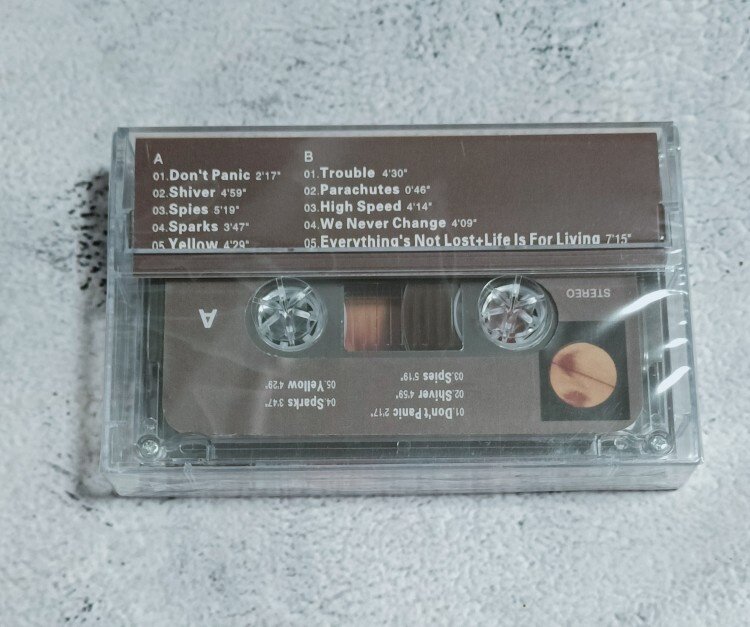 A
01.Don't Panic 2'17"
02.Shiver 4'59"
03.Spies 5'19"
04.Sparks 3'47"
05 Yellow 4'29"
B
01.Trouble 4'30"
02.Parachutes 0'46"
03.High Speed 4'14"
04.We Never Change 4'09"
05.Everything's Not Lost+Life Is For Living 7'15"
A
STEREO
01.Don't Panic 2'17"
02.Shiver 4'59"
03.Spies 5'19"
04.Sparks 3'47"
05.Yellow 4'29"